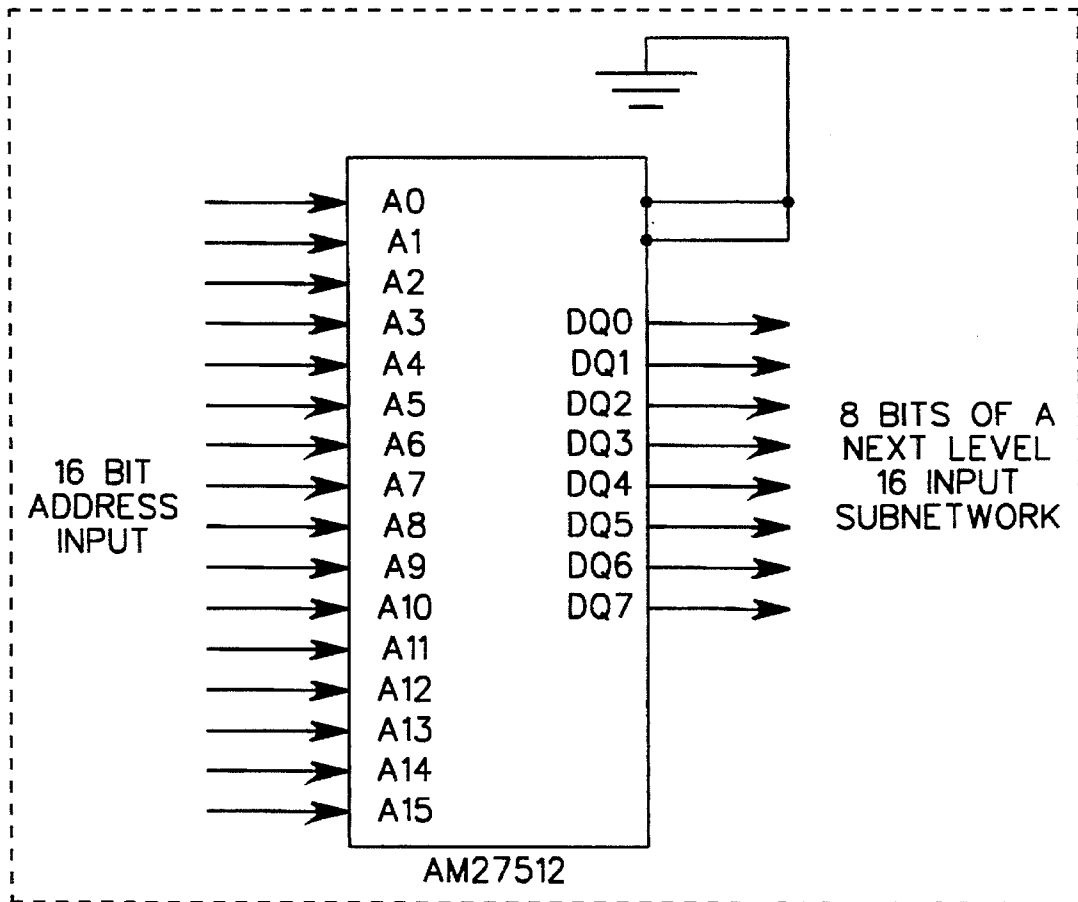 16 BIT
ADDRESS
INPUT
A0
A1
A2
A3
A4
A5
A6
A7
A8
A9
A10
A11
A12
A13
A14
A15
DQ0
DQ1
DQ2
DQ3
DQ4
DQ5
DQ6
DQ7
8 BITS OF A
NEXT LEVEL
16 INPUT
SUBNETWORK
AM27512